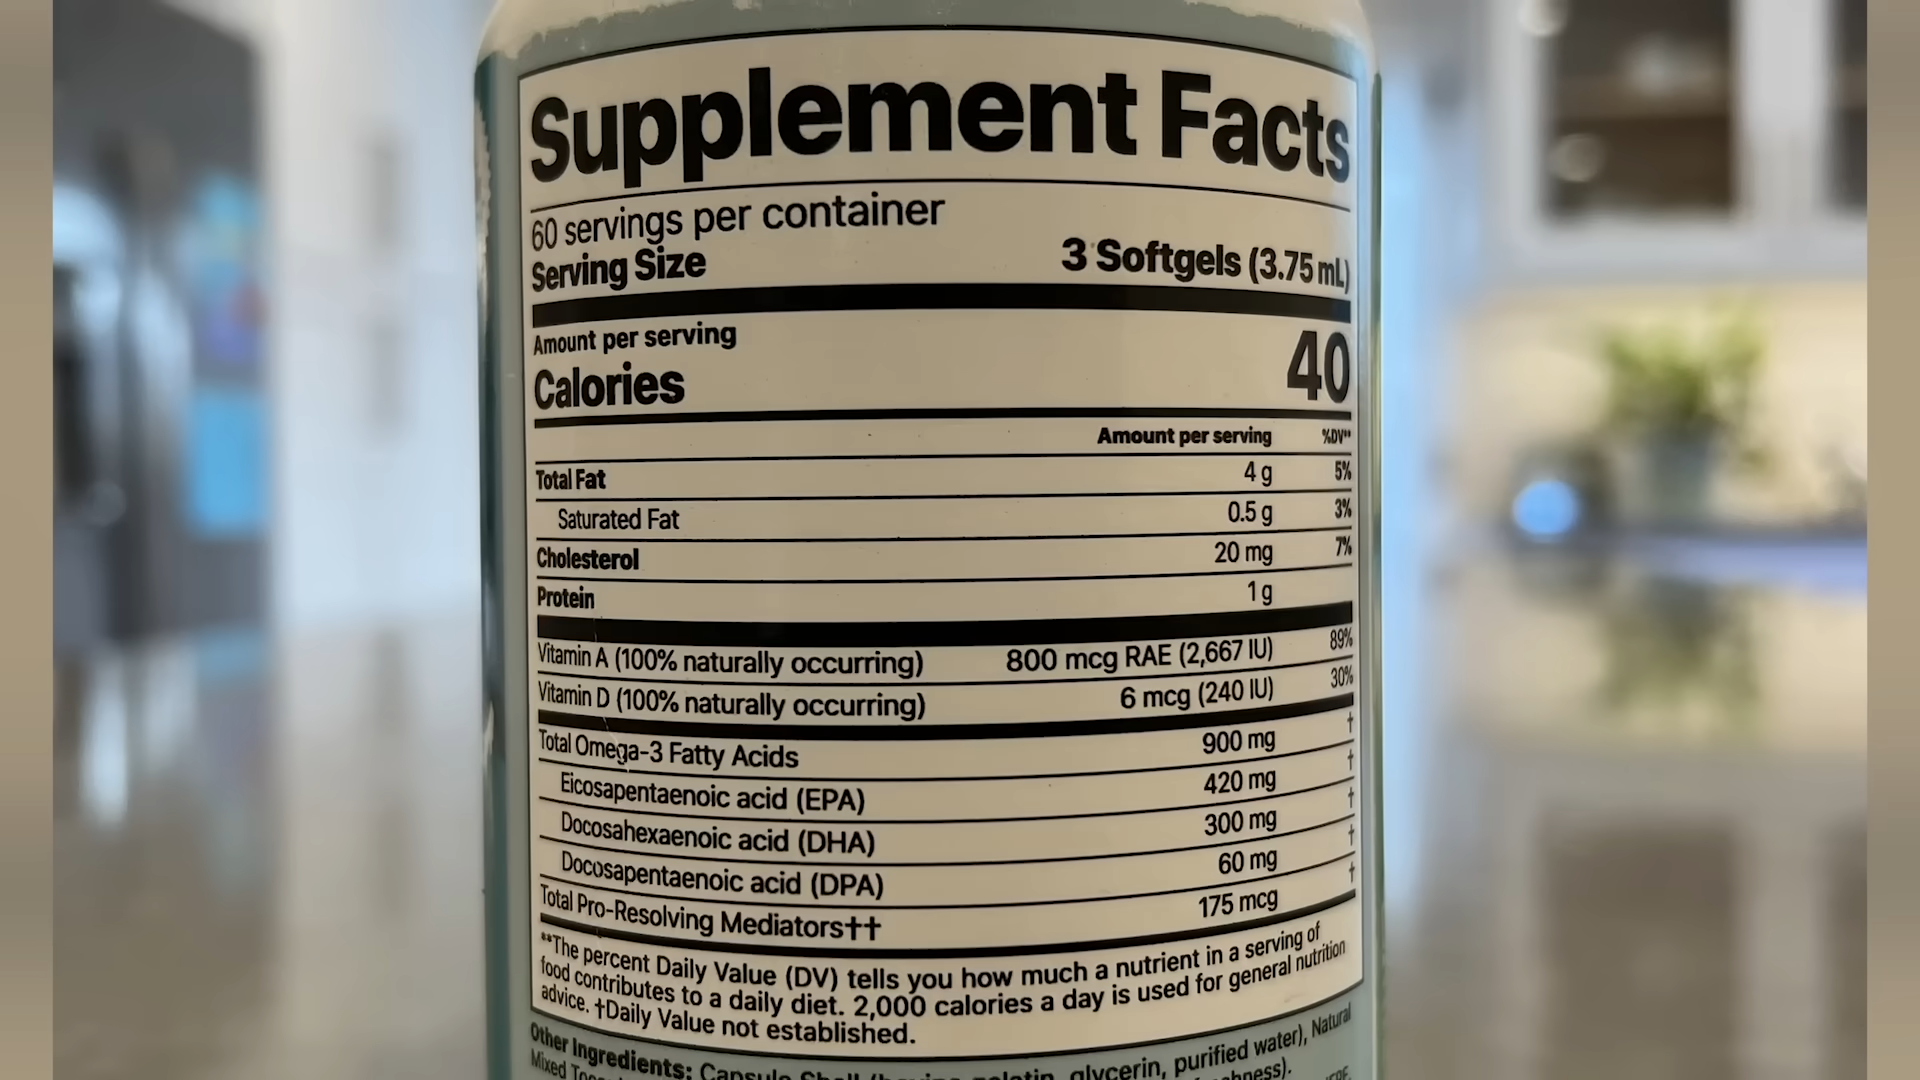 Supplement Facts
60 servings per container
Serving Size 3 Softgels (3.75 mL)
Amount per serving
Calories 40
Amount per serving %DV**
Total Fat 4 g 5%
Saturated Fat 0.5 g 3%
Cholesterol 20 mg 7%
Protein 1 g
Vitamin A (100% naturally occurring) 800 mcg RAE (2,667 IU) 89%
Vitamin D (100% naturally occurring) 6 mcg (240 IU) 30%
Total Omega-3 Fatty Acids 900 mg †
Eicosapentaenoic acid (EPA) 420 mg †
Docosahexaenoic acid (DHA) 300 mg †
Docosapentaenoic acid (DPA) 60 mg †
Total Pro-Resolving Mediators†† 175 mcg †
**The percent Daily Value (DV) tells you how much a nutrient in a serving of
food contributes to a daily diet. 2,000 calories a day is used for general nutrition
advice. †Daily Value not established.
Other Ingredients: Capsule Shell (bovine gelatin, glycerin, purified water), Natural
Mixed